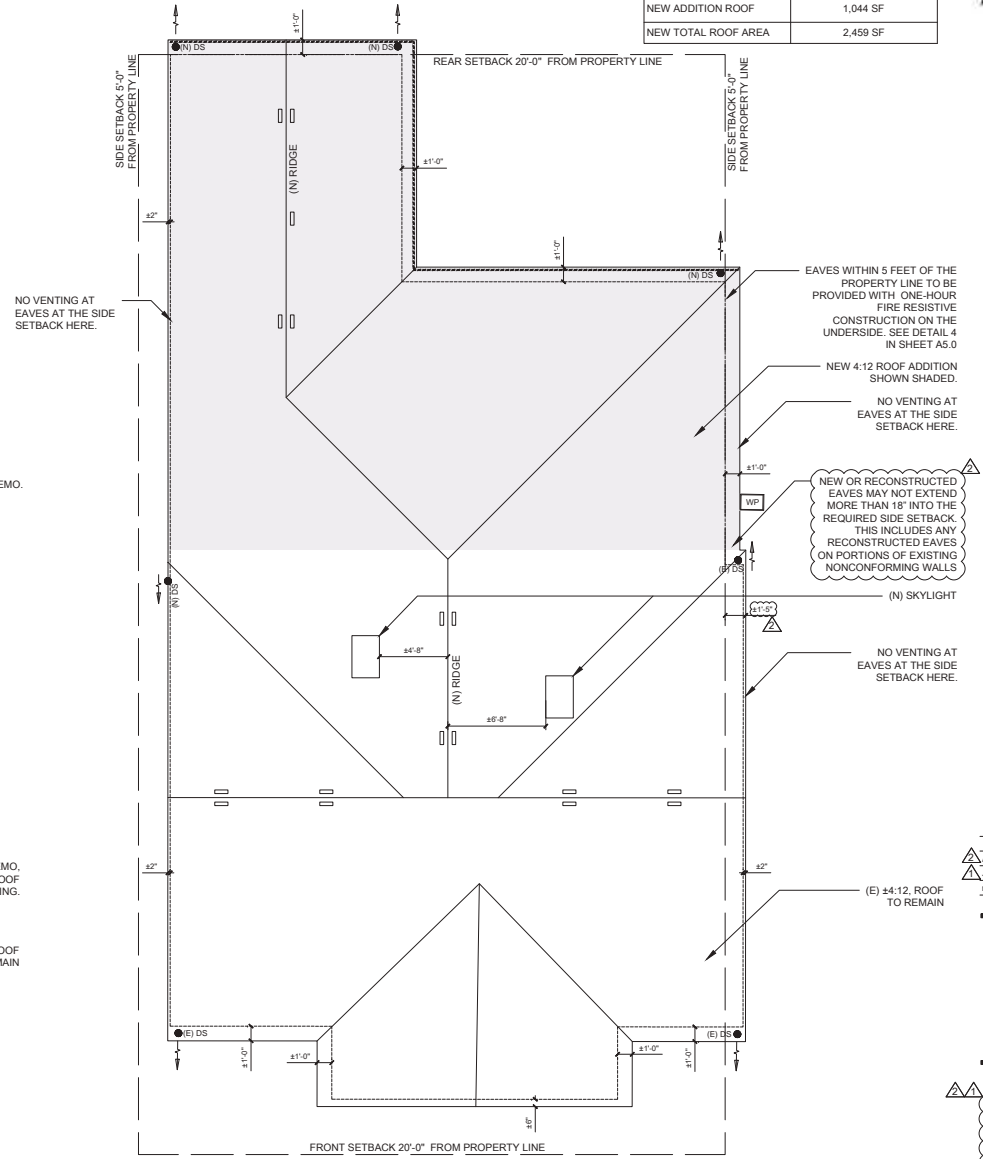 NEW ADDITION ROOF 1,044 SF
NEW TOTAL ROOF AREA 2,459 SF
±1'-0"
(N) DS
(N) DS
REAR SETBACK 20'-0" FROM PROPERTY LINE
SIDE SETBACK 5'-0"
FROM PROPERTY LINE
SIDE SETBACK 5'-0"
FROM PROPERTY LINE
(N) RIDGE
±1'-0"
±2"
±1'-0"
(N) DS
NO VENTING AT
EAVES AT THE SIDE
SETBACK HERE.
EAVES WITHIN 5 FEET OF THE
PROPERTY LINE TO BE
PROVIDED WITH ONE-HOUR
FIRE RESISTIVE
CONSTRUCTION ON THE
UNDERSIDE. SEE DETAIL 4
IN SHEET A5.0
NEW 4:12 ROOF ADDITION
SHOWN SHADED.
NO VENTING AT
EAVES AT THE SIDE
SETBACK HERE.
±1'-0"
WP
2
NEW OR RECONSTRUCTED
EAVES MAY NOT EXTEND
MORE THAN 18" INTO THE
REQUIRED SIDE SETBACK.
THIS INCLUDES ANY
RECONSTRUCTED EAVES
ON PORTIONS OF EXISTING
NONCONFORMING WALLS
EMO.
(E) DS
(N) DS
(N) SKYLIGHT
±1'-5"
2
±4'-8"
(N) RIDGE
±6'-8"
NO VENTING AT
EAVES AT THE SIDE
SETBACK HERE.
MO,
OOF
ING.
±2"
±2"
2
1
(E) ±4:12, ROOF
TO REMAIN
OOF
MAIN
(E) DS
(E) DS
±1'-0"
±1'-0"
±1'-0"
±1'-0"
±6"
2 1
FRONT SETBACK 20'-0" FROM PROPERTY LINE